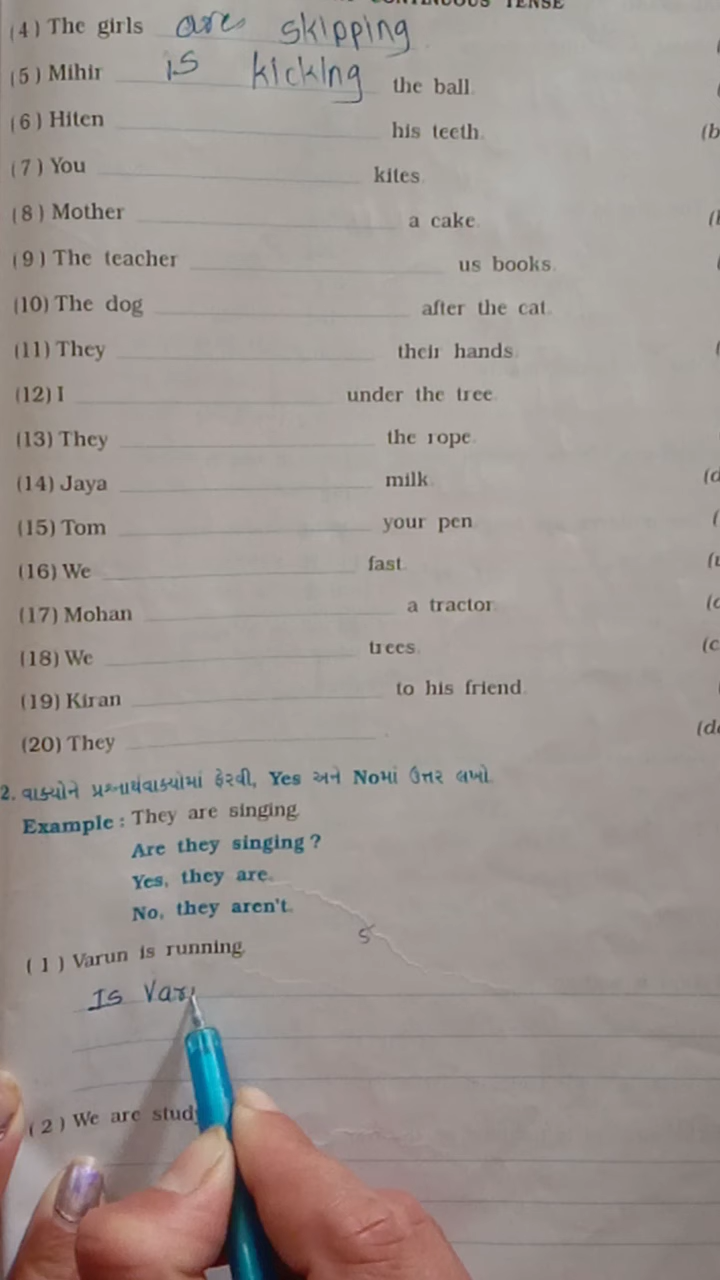 TENSE
(4) The girls are skipping
(5) Mihir is kicking the ball.
(6) Hiten his teeth.
(7) You kites.
(8) Mother a cake.
(9) The teacher us books.
(10) The dog after the cat.
(11) They their hands.
(12) I under the tree.
(13) They the rope.
(14) Jaya milk.
(15) Tom your pen.
(16) We fast.
(17) Mohan a tractor.
(18) We trees.
(19) Kiran to his friend.
(20) They .
2. વાક્યોને પ્રશ્નાર્થવાક્યોમાં ફેરવી, Yes અને Noમાં ઉત્તર લખો.
Example : They are singing.
Are they singing ?
Yes, they are.
No, they aren't.
(1) Varun is running.
Is Var
(2) We are study